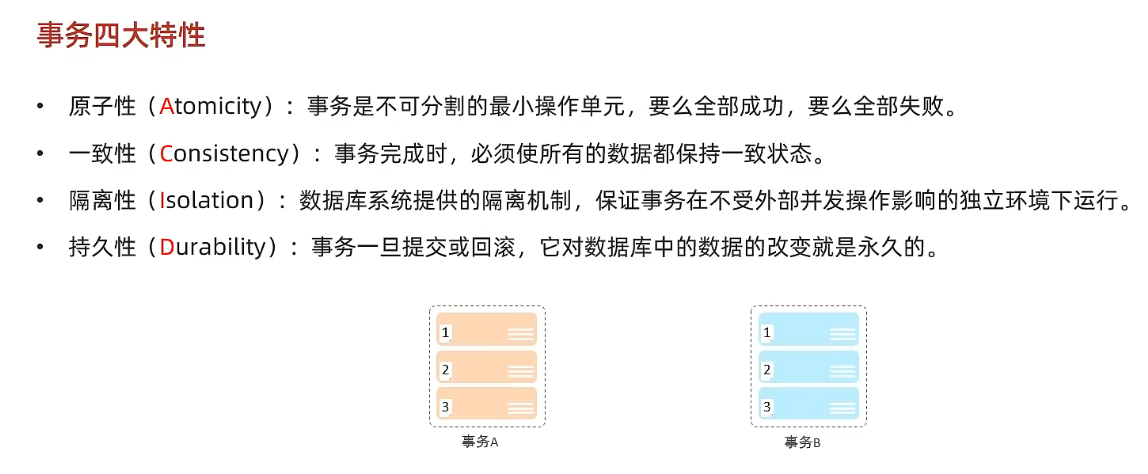 事务四大特性
• 原子性（Atomicity）：事务是不可分割的最小操作单元，要么全部成功，要么全部失败。
• 一致性（Consistency）：事务完成时，必须使所有的数据都保持一致状态。
• 隔离性（Isolation）：数据库系统提供的隔离机制，保证事务在不受外部并发操作影响的独立环境下运行。
• 持久性（Durability）：事务一旦提交或回滚，它对数据库中的数据的改变就是永久的。
1
2
3
事务A
1
2
3
事务B